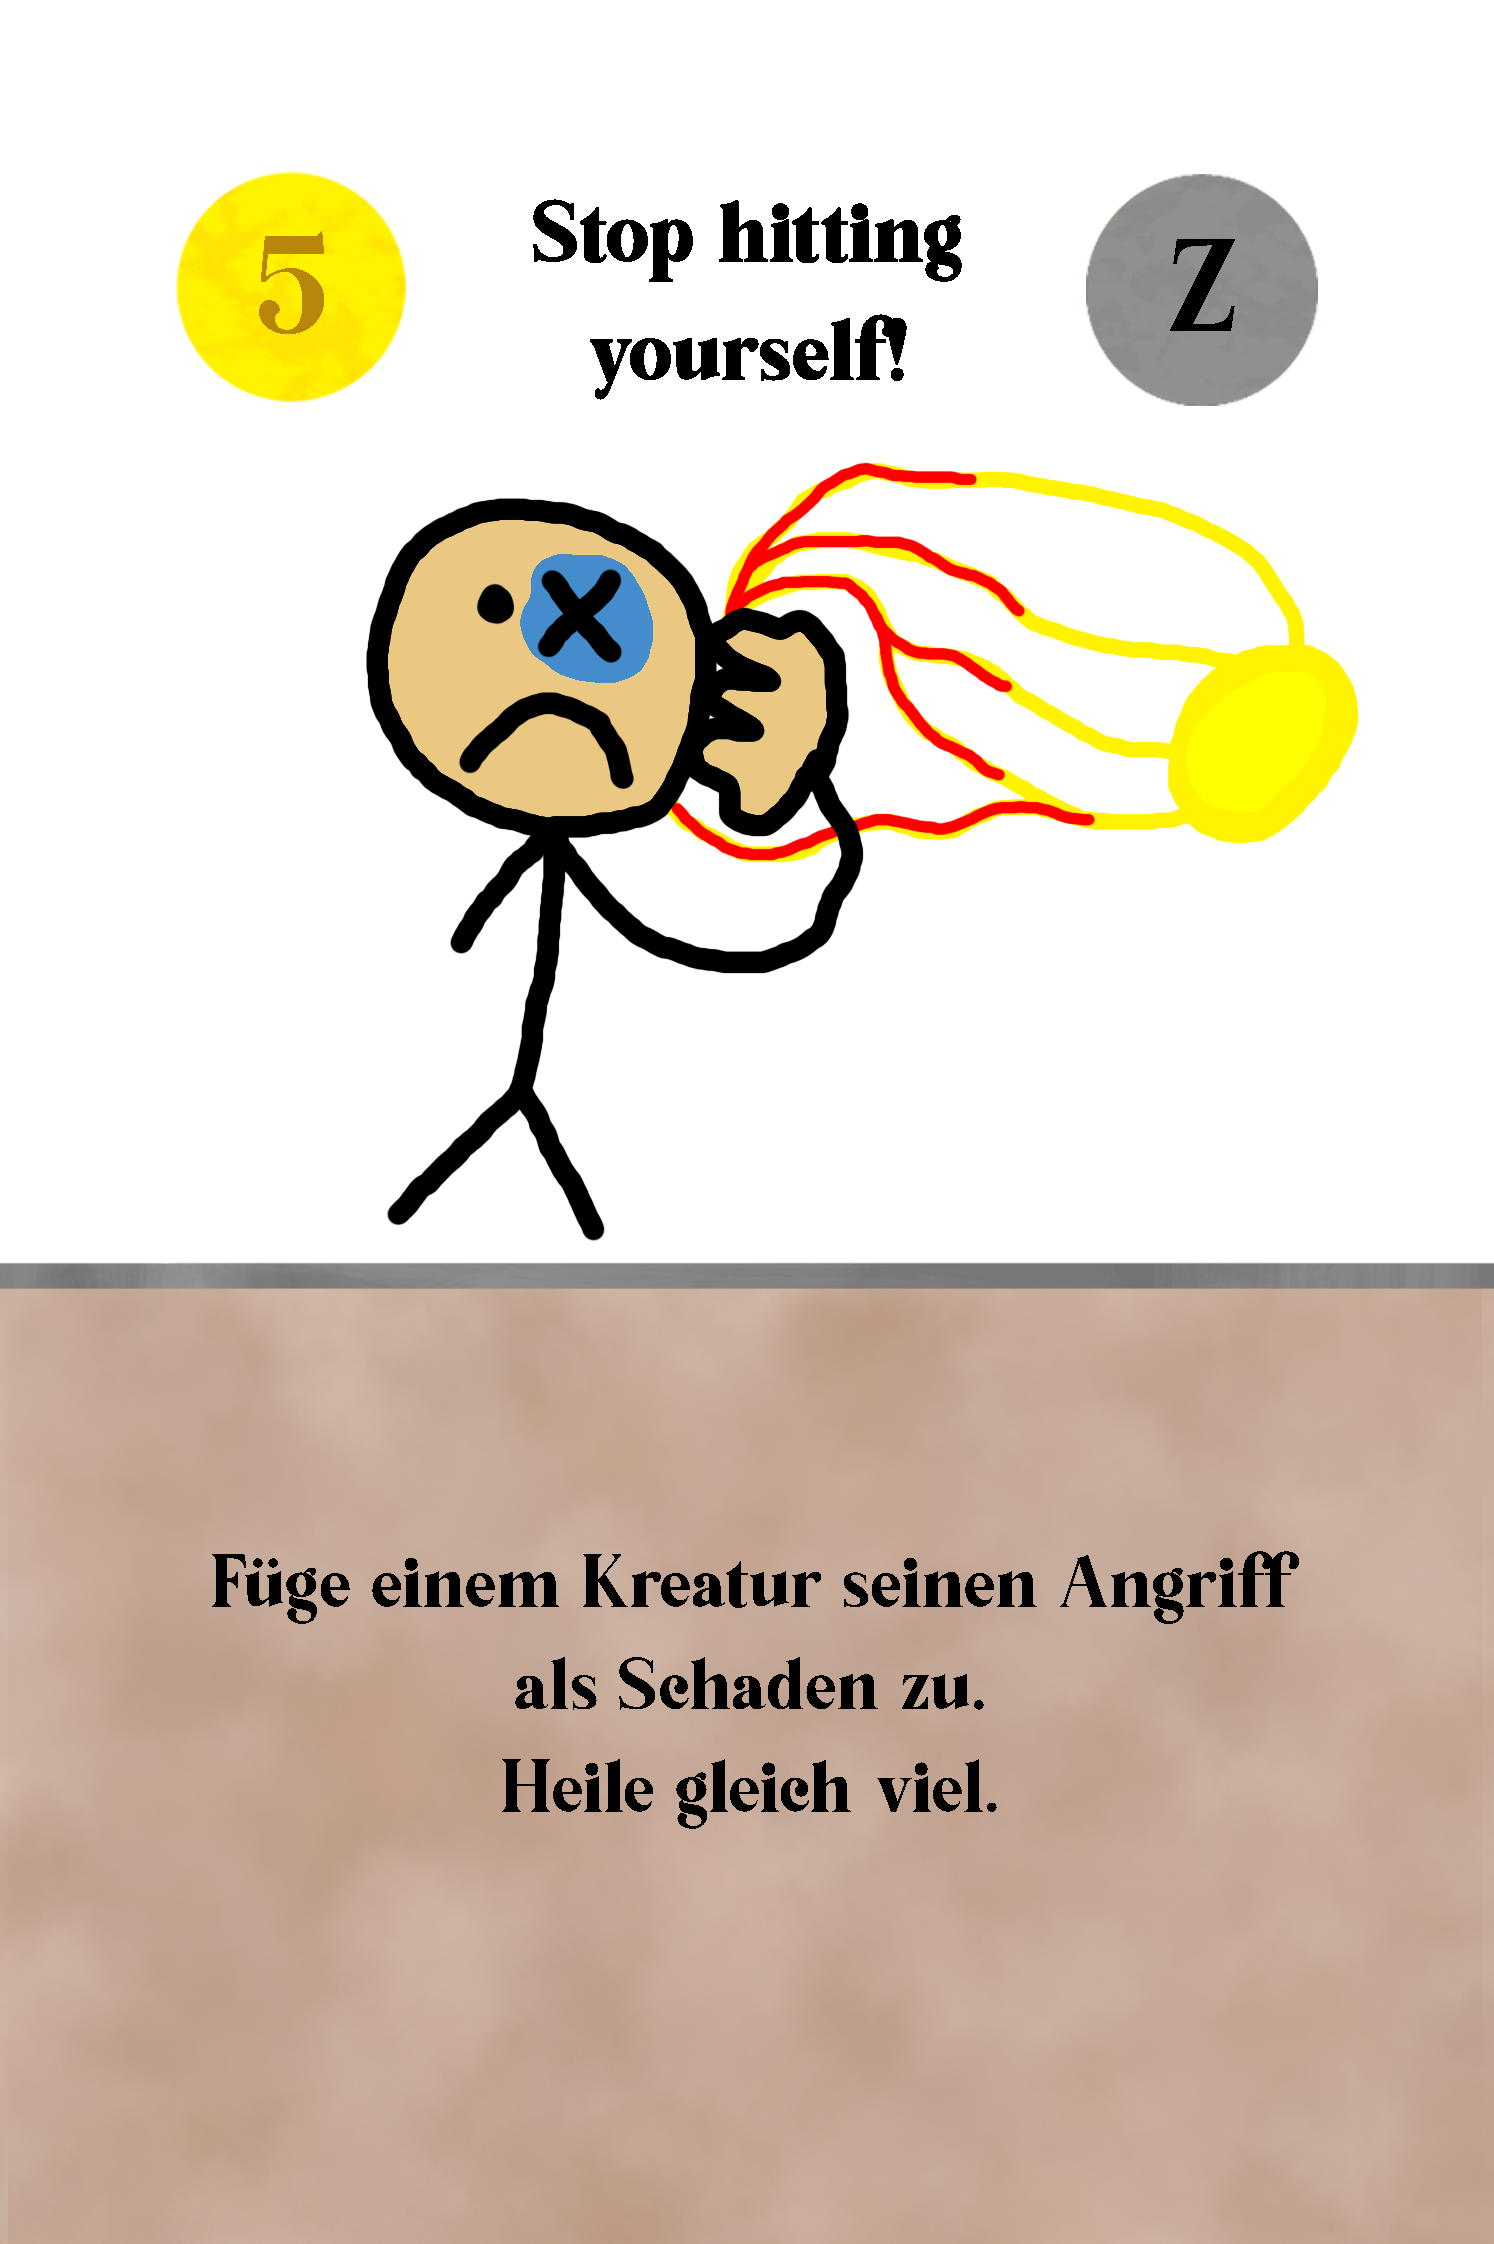 5
Stop hitting
yourself!
Z
Füge einem Kreatur seinen Angriff
als Schaden zu.
Heile gleich viel.